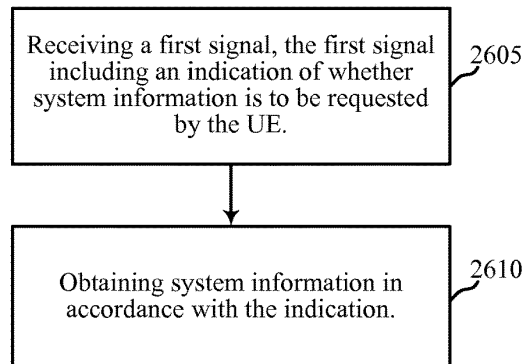 Receiving a first signal, the first signal
including an indication of whether
system information is to be requested
by the UE.
2605
Obtaining system information in
accordance with the indication.
2610